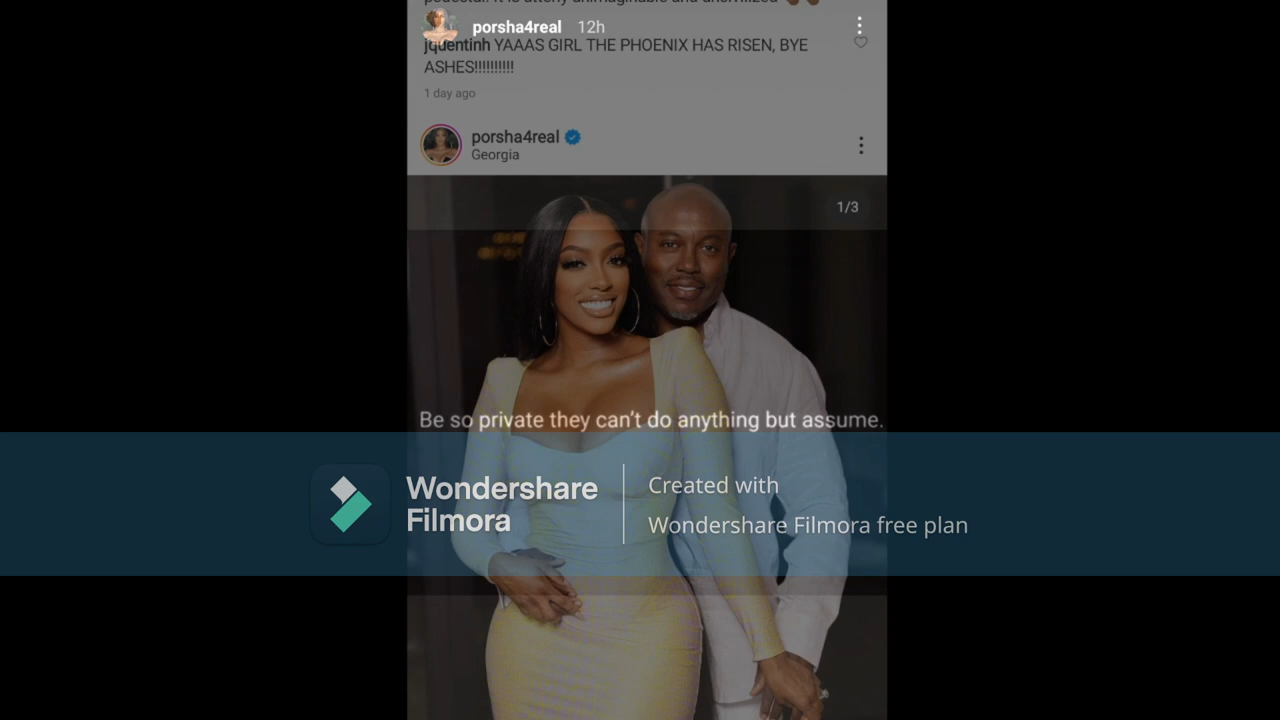 porsha4real 12h
jquentinh YAAAS GIRL THE PHOENIX HAS RISEN, BYE
ASHES!!!!!!!!!!
1 day ago
porsha4real
Georgia
1/3
Be so private they can't do anything but assume.
Wondershare
Filmora
Created with
Wondershare Filmora free plan